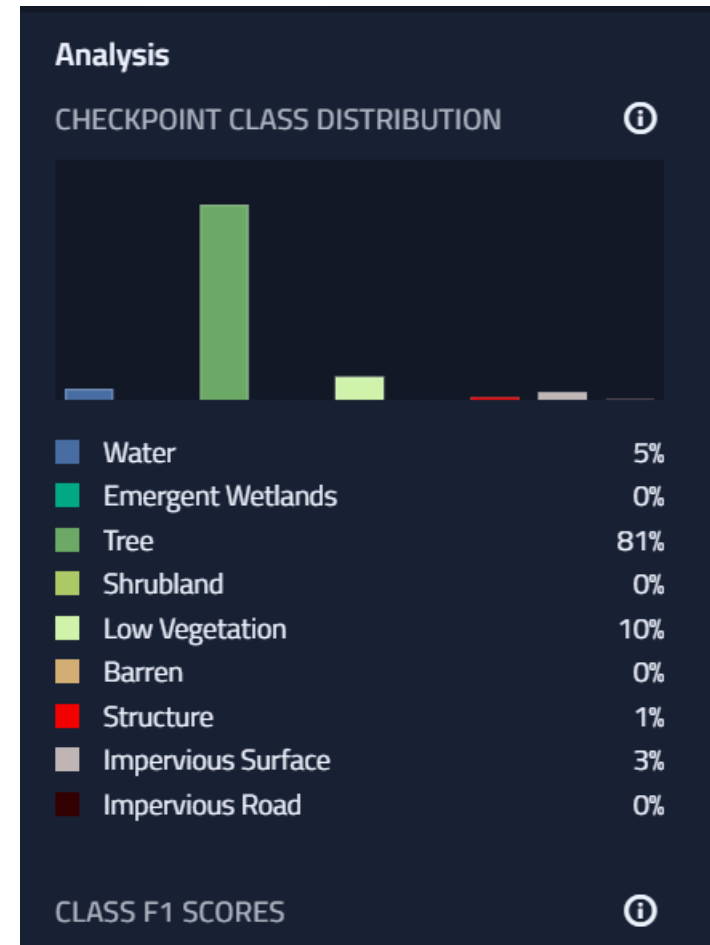 Analysis
CHECKPOINT CLASS DISTRIBUTION
Water 5%
Emergent Wetlands 0%
Tree 81%
Shrubland 0%
Low Vegetation 10%
Barren 0%
Structure 1%
Impervious Surface 3%
Impervious Road 0%
CLASS F1 SCORES